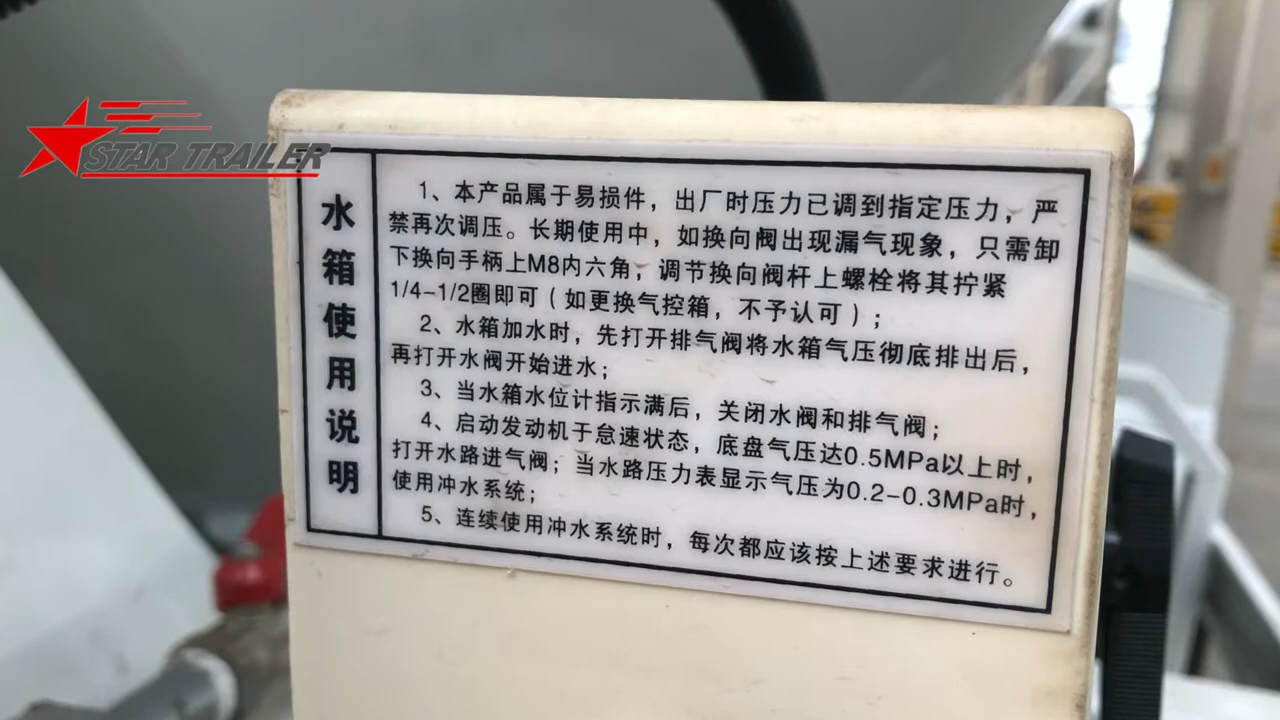 STAR TRAILER
水箱使用说明
1、本产品属于易损件，出厂时压力已调到指定压力，严
禁再次调压。长期使用中，如换向阀出现漏气现象，只需卸
下换向手柄上M8内六角，调节换向阀杆上螺栓将其拧紧
1/4-1/2圈即可（如更换气控箱，不予认可）；
2、水箱加水时，先打开排气阀将水箱气压彻底排出后，
再打开水阀开始进水；
3、当水箱水位计指示满后，关闭水阀和排气阀；
4、启动发动机于怠速状态，底盘气压达0.5MPa以上时，
打开水路进气阀；当水路压力表显示气压为0.2-0.3MPa时，
使用冲水系统；
5、连续使用冲水系统时，每次都应该按上述要求进行。